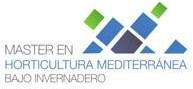 MASTER EN
HORTICULTURA MEDITERRÁNEA
BAJO INVERNADERO